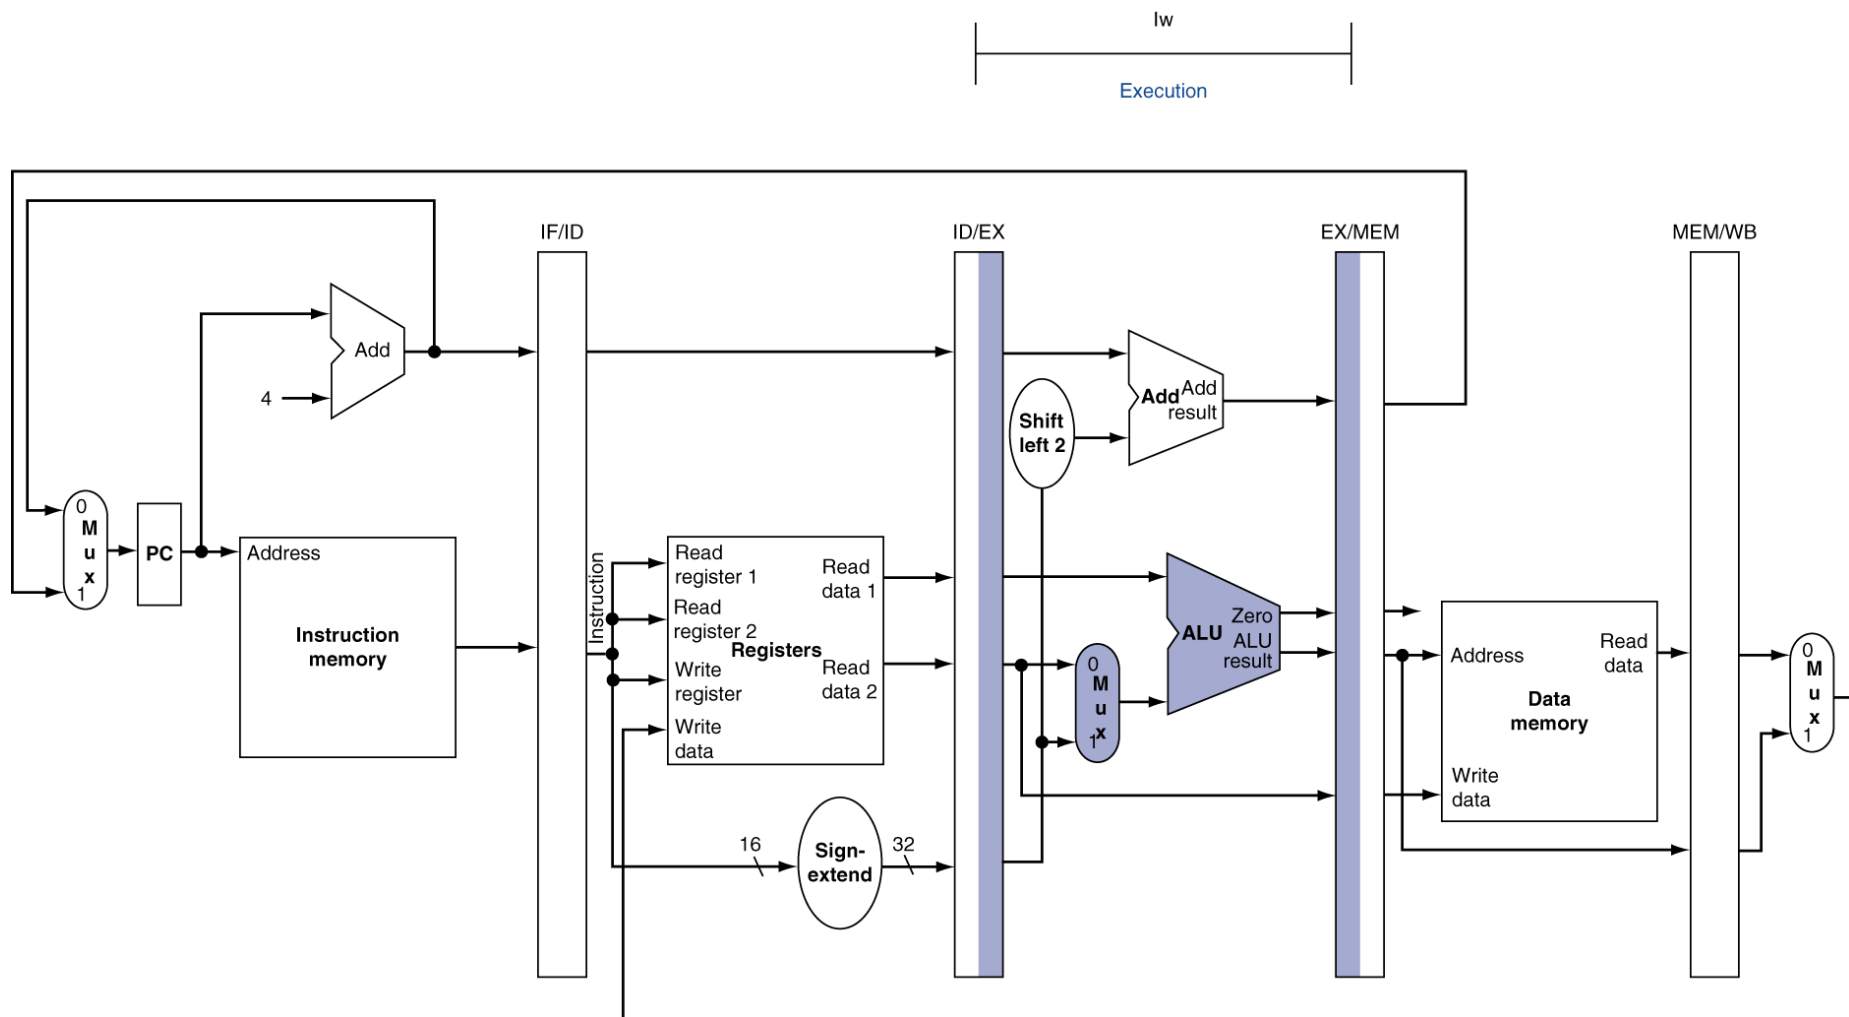 lw
Execution
IF/ID
ID/EX
EX/MEM
MEM/WB
Add
4
Add
Add
result
Shift
left 2
0
M
u
x
1
PC
Address
Instruction
memory
Instruction
Read
register 1
Read
register 2
Write
register
Write
data
Registers
Read
data 1
Read
data 2
0
M
u
x
1
ALU
Zero
ALU
result
Address
Read
data
Data
memory
Write
data
0
M
u
x
1
16
Sign-
extend
32